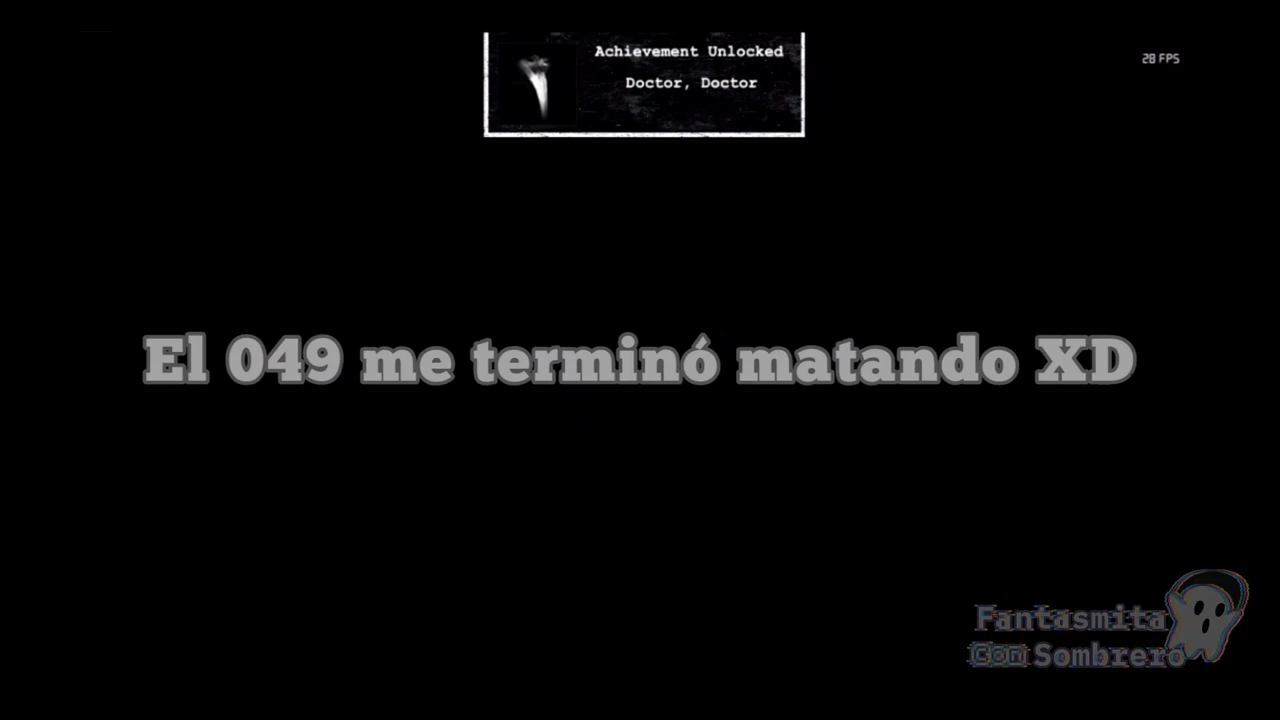 Achievement Unlocked
Doctor, Doctor
28 FPS
El 049 me terminó matando XD
Fantasmita
Con Sombrero